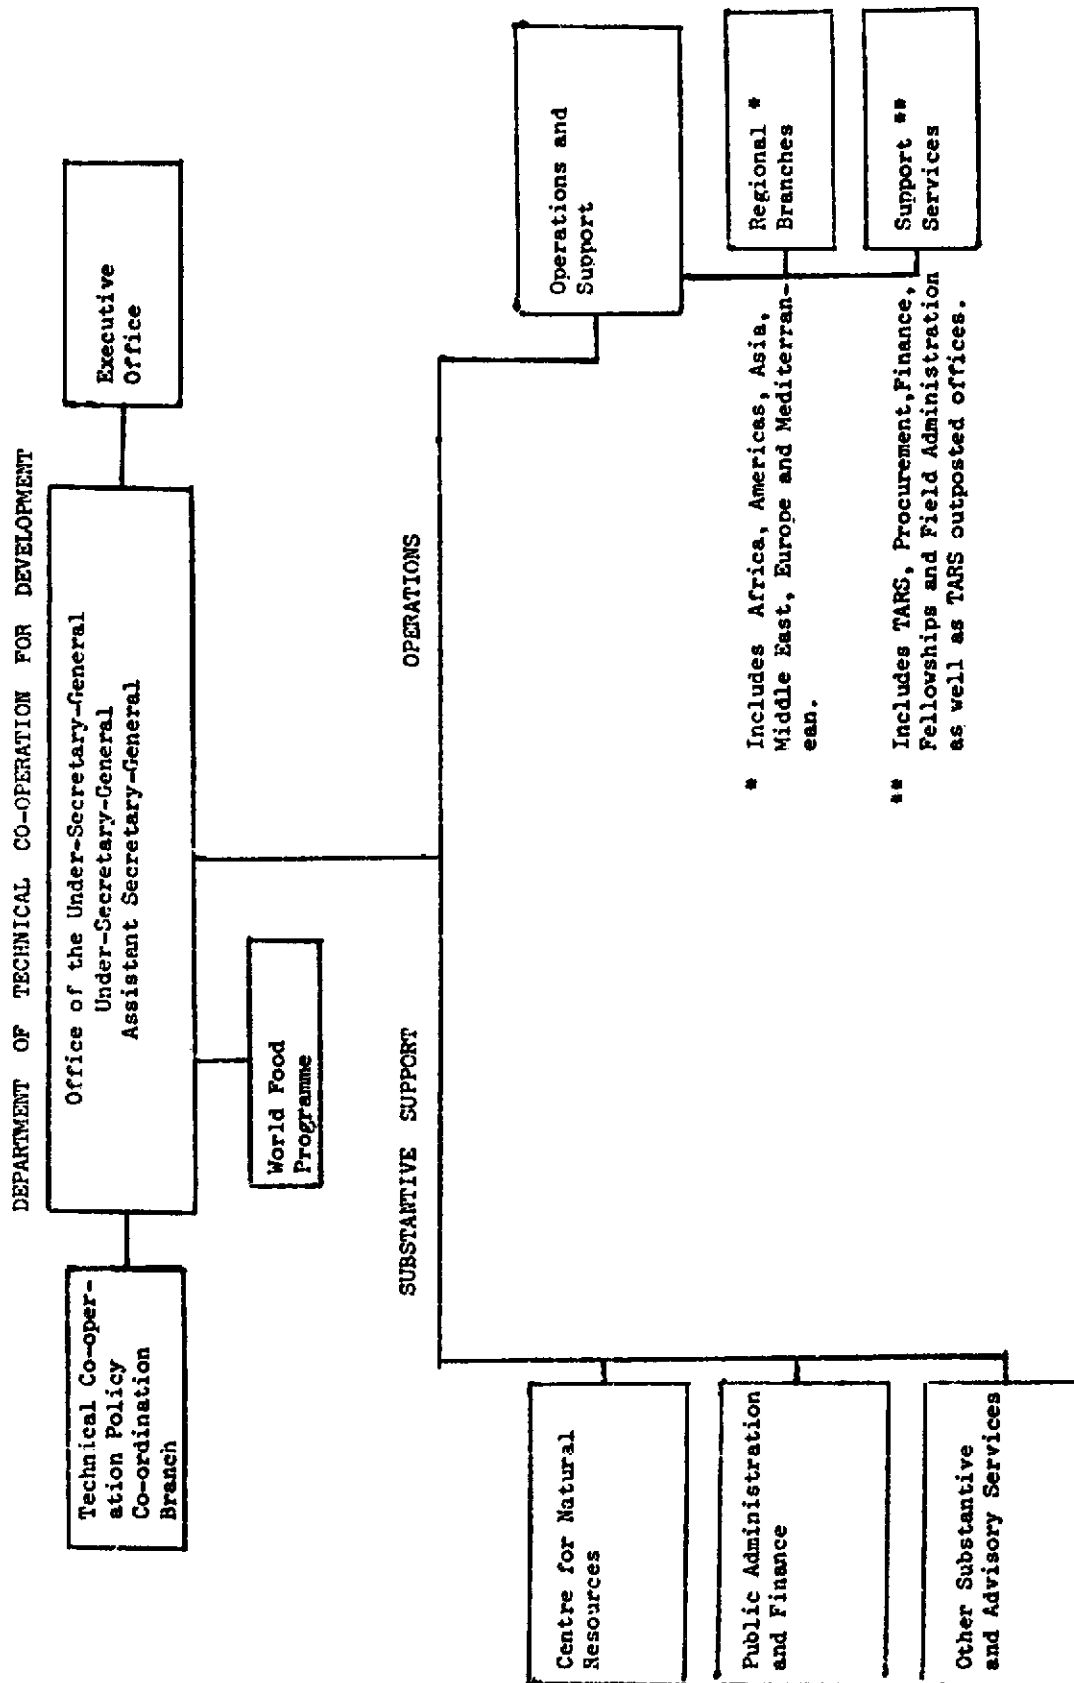 DEPARTMENT OF TECHNICAL CO-OPERATION FOR DEVELOPMENT
Technical Co-oper-
ation Policy
Co-ordination
Branch
Office of the Under-Secretary-General
Under-Secretary-General
Assistant Secretary-General
Executive
Office
World Food
Programme
SUBSTANTIVE SUPPORT
OPERATIONS
Centre for Natural
Resources
Public Administration
and Finance
Other Substantive
and Advisory Services
Operations and
Support
Regional *
Branches
Support **
Services
* Includes Africa, Americas, Asia,
Middle East, Europe and Mediterran-
ean.
** Includes TARS, Procurement,Finance,
Fellowships and Field Administration
as well as TARS outposted offices.